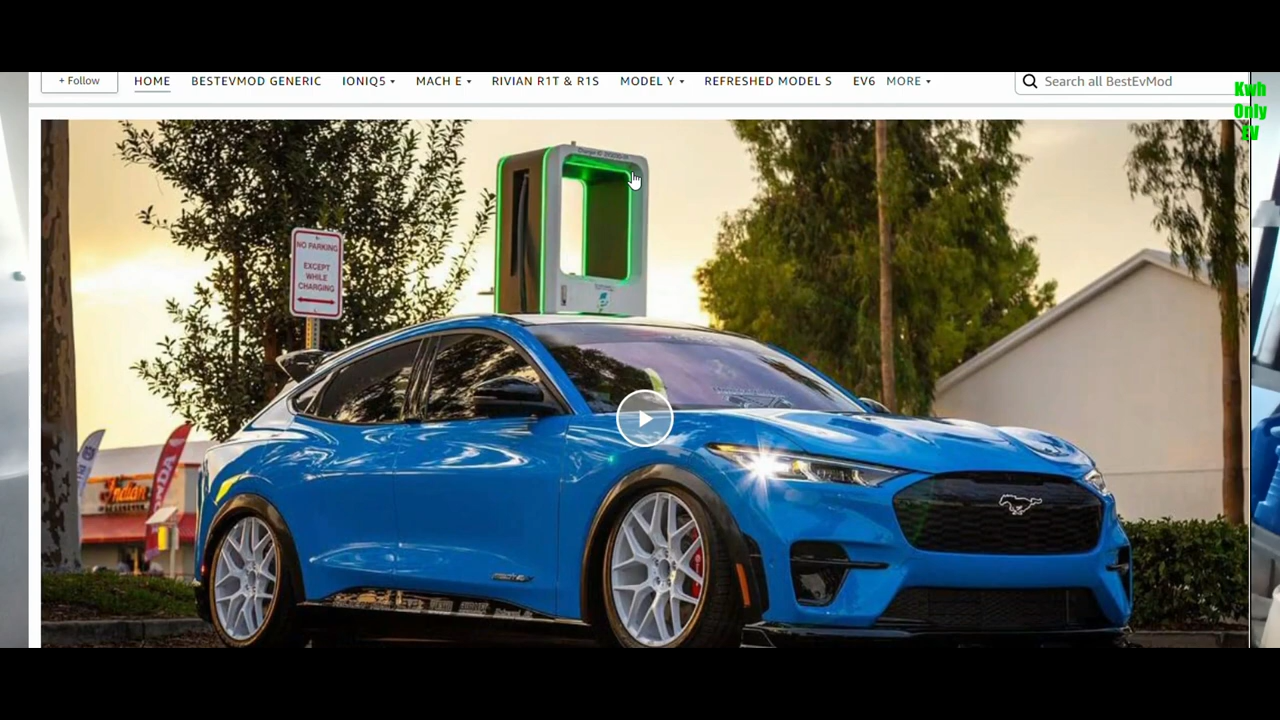 + Follow
HOME
BESTEVMOD GENERIC
IONIQ5
MACH E
RIVIAN R1T & R1S
MODEL Y
REFRESHED MODEL S
EV6
MORE
Search all BestEvMod
Kwh
Only
EV
NO PARKING
EXCEPT
WHILE
CHARGING
Indian